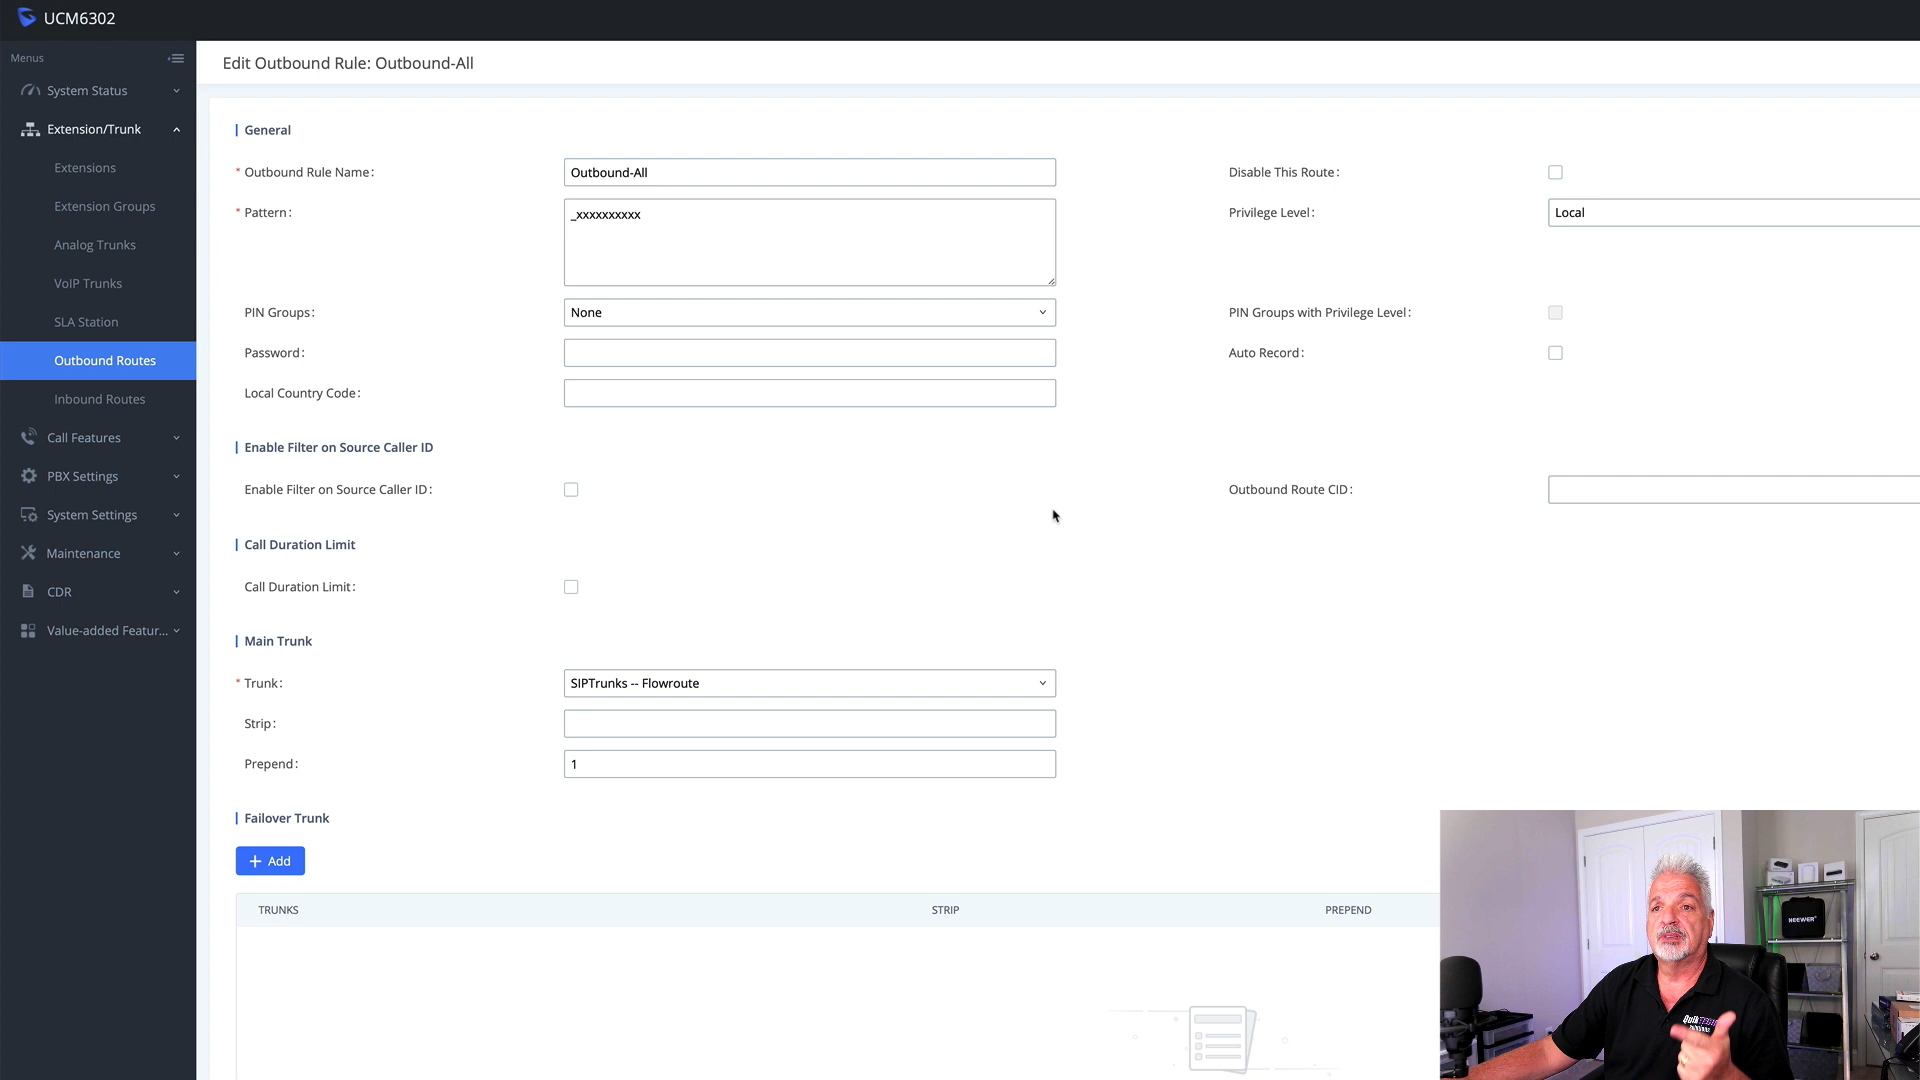 UCM6302
Menus
System Status
Extension/Trunk
Extensions
Extension Groups
Analog Trunks
VoIP Trunks
SLA Station
Outbound Routes
Inbound Routes
Call Features
PBX Settings
System Settings
Maintenance
CDR
Value-added Featur...
Edit Outbound Rule: Outbound-All
General
* Outbound Rule Name: Outbound-All
Disable This Route:
* Pattern: _xxxxxxxxxx
Privilege Level: Local
PIN Groups: None
PIN Groups with Privilege Level:
Password:
Auto Record:
Local Country Code:
Enable Filter on Source Caller ID
Enable Filter on Source Caller ID:
Outbound Route CID:
Call Duration Limit
Call Duration Limit:
Main Trunk
* Trunk: SIPTrunks -- Flowroute
Strip:
Prepend: 1
Failover Trunk
+ Add
TRUNKS STRIP PREPEND
NEEWER